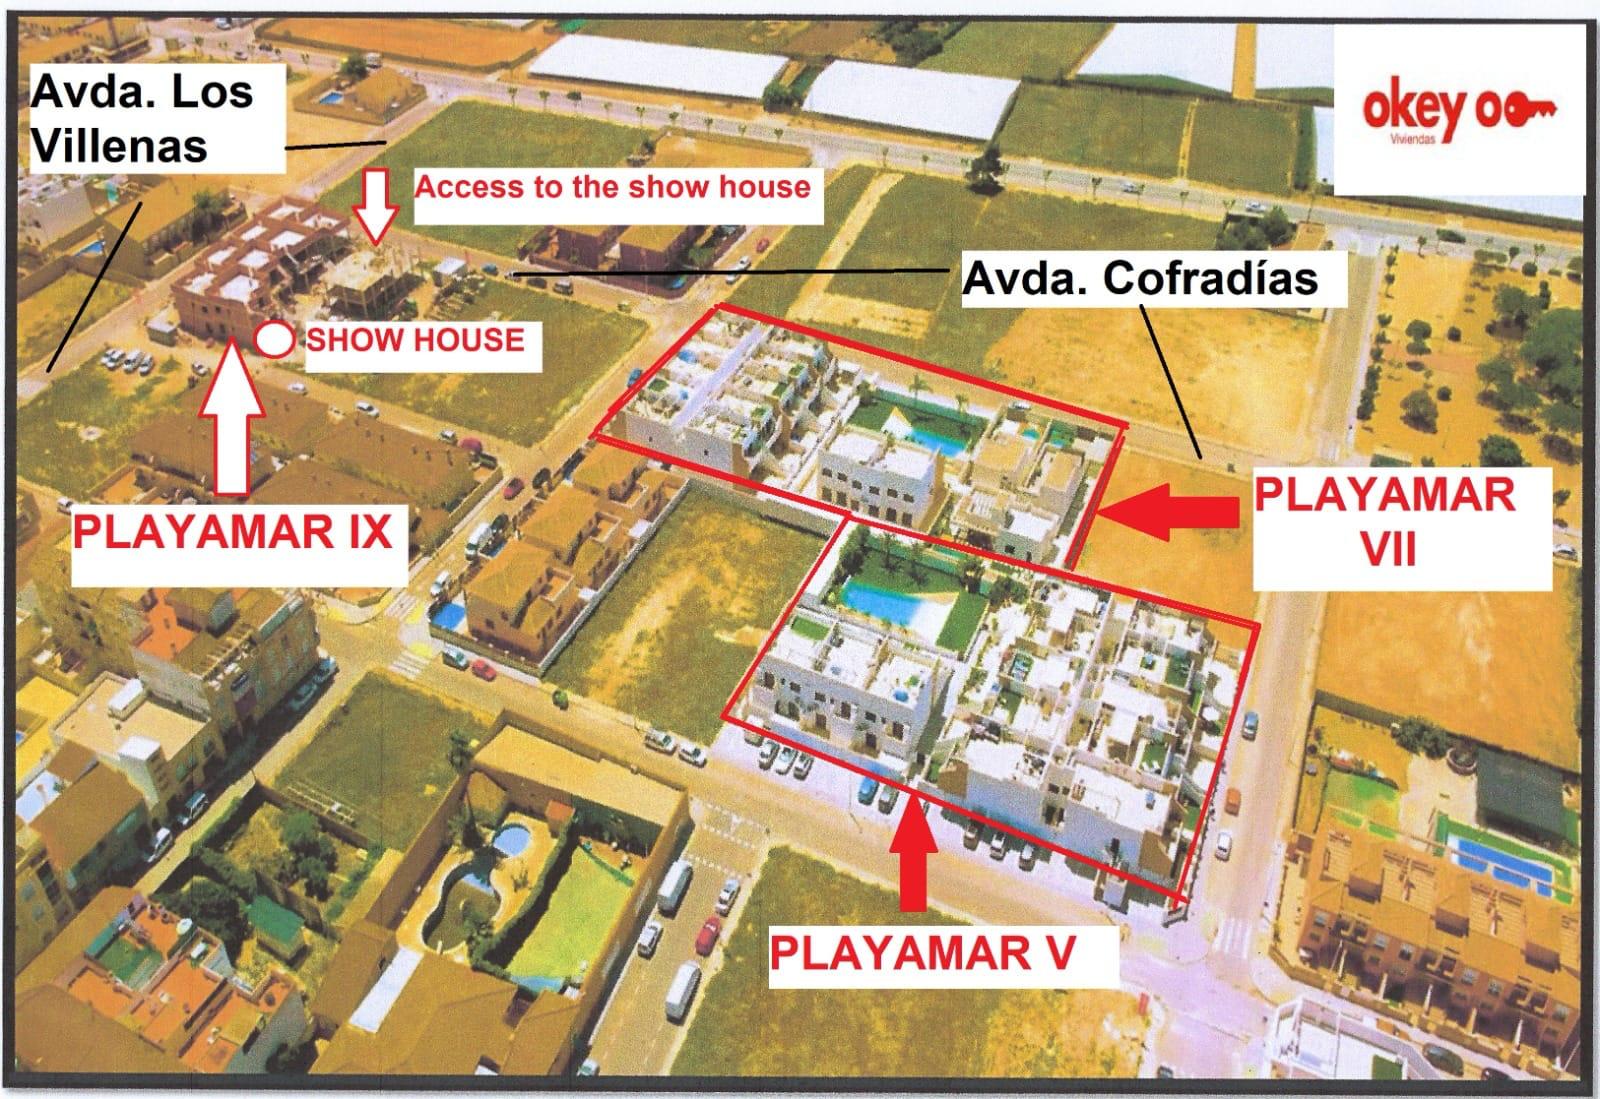 Avda. Los
Villenas
okey
Viviendas
Access to the show house
Avda. Cofradías
SHOW HOUSE
PLAYAMAR IX
PLAYAMAR
VII
PLAYAMAR V